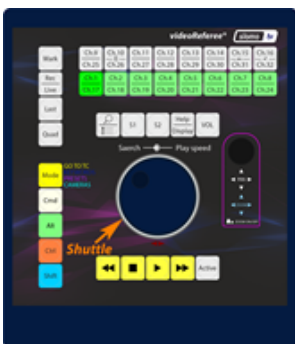 videoReferee® slomo .tv
Mark Ch.9 Ch.10 Ch.11 Ch.12 Ch.13 Ch.14 Ch.15 Ch.16
Ch.25 Ch.26 Ch.27 Ch.28 Ch.29 Ch.30 Ch.31 Ch.32
Rec Ch.1 Ch.2 Ch.3 Ch.4 Ch.5 Ch.6 Ch.7 Ch.8
Live Ch.17 Ch.18 Ch.19 Ch.20 Ch.21 Ch.22 Ch.23 Ch.24
Last
Quad S1 S2 Help VOL
Display
Saerch Play speed
Mode GO TO TC
PRESETS
CAMERAS
Cmd
Alt
Ctrl
Shuttle
Shift
Active